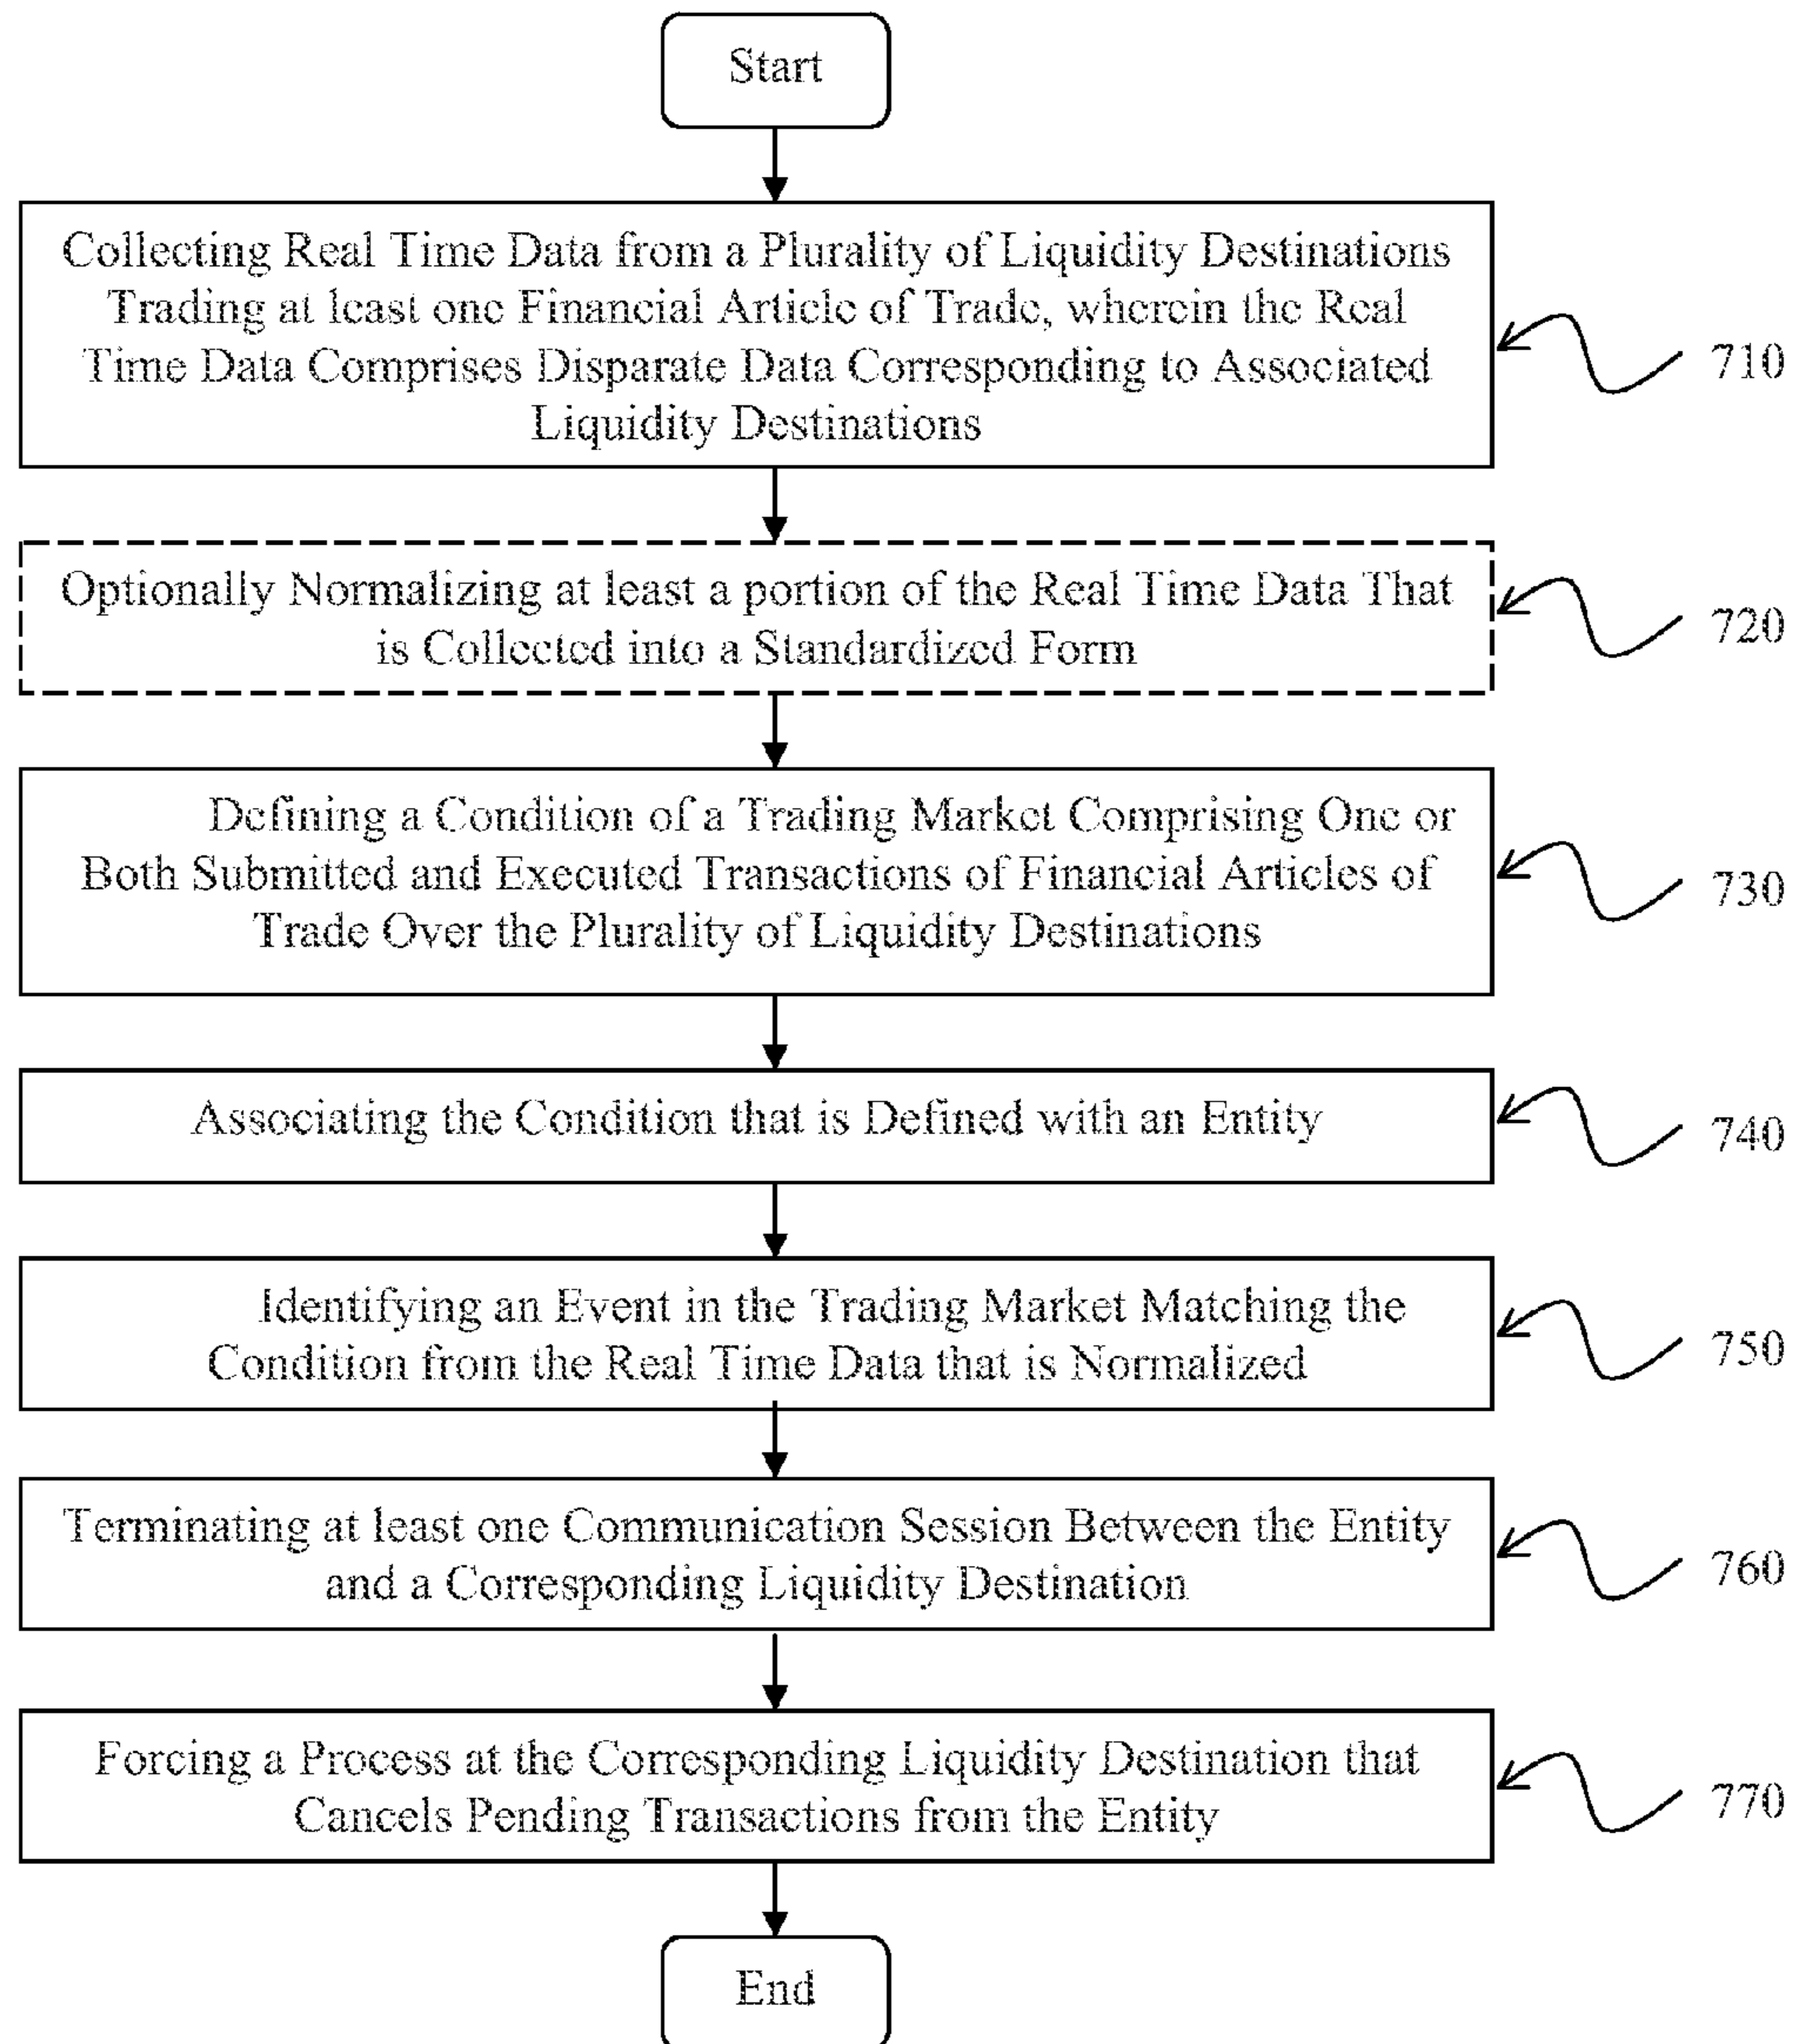 Start
Collecting Real Time Data from a Plurality of Liquidity Destinations
Trading at least one Financial Article of Trade, wherein the Real
Time Data Comprises Disparate Data Corresponding to Associated
Liquidity Destinations
710
Optionally Normalizing at least a portion of the Real Time Data That
is Collected into a Standardized Form
720
Defining a Condition of a Trading Market Comprising One or
Both Submitted and Executed Transactions of Financial Articles of
Trade Over the Plurality of Liquidity Destinations
730
Associating the Condition that is Defined with an Entity
740
Identifying an Event in the Trading Market Matching the
Condition from the Real Time Data that is Normalized
750
Terminating at least one Communication Session Between the Entity
and a Corresponding Liquidity Destination
760
Forcing a Process at the Corresponding Liquidity Destination that
Cancels Pending Transactions from the Entity
770
End